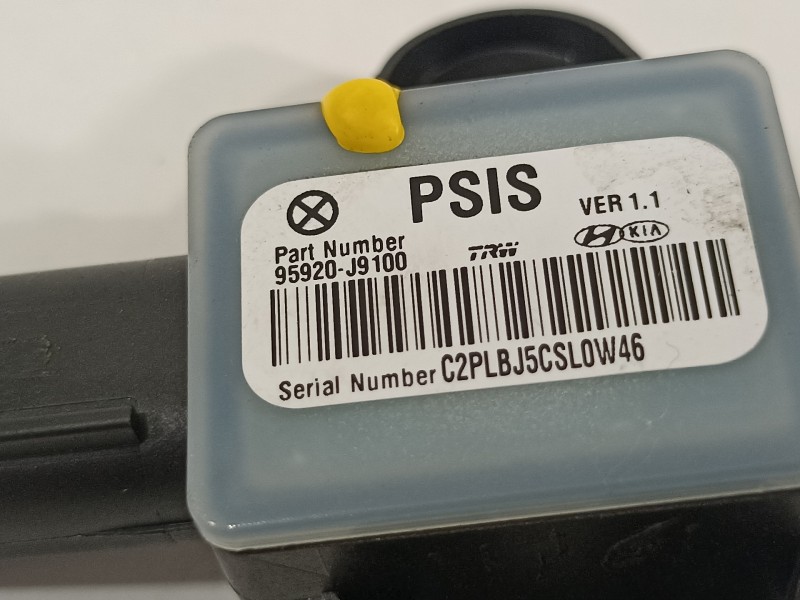 PSIS
VER 1.1
Part Number
95920-J9100
TRW
KIA
Serial Number C2PLBJ5CSL0W46